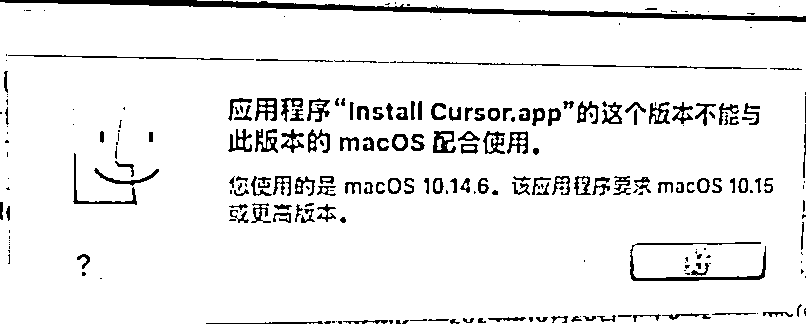 应用程序“Install Cursor.app”的这个版本不能与
此版本的 macOS 配合使用。
您使用的是 macOS 10.14.6。该应用程序要求 macOS 10.15
或更高版本。
?